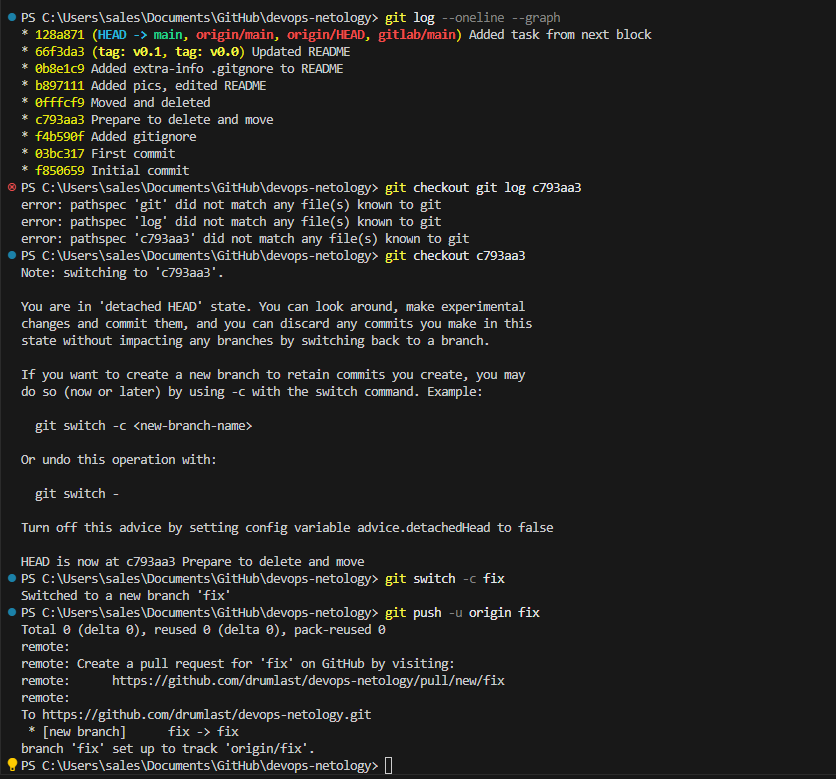 PS C:\Users\sales\Documents\GitHub\devops-netology> git log --oneline --graph
* 128a871 (HEAD -> main, origin/main, origin/HEAD, gitlab/main) Added task from next block
* 66f3da3 (tag: v0.1, tag: v0.0) Updated README
* 0b8e1c9 Added extra-info .gitgnore to README
* b897111 Added pics, edited README
* 0fffcf9 Moved and deleted
* c793aa3 Prepare to delete and move
* f4b590f Added gitignore
* 03bc317 First commit
* f850659 Initial commit
PS C:\Users\sales\Documents\GitHub\devops-netology> git checkout git log c793aa3
error: pathspec 'git' did not match any file(s) known to git
error: pathspec 'log' did not match any file(s) known to git
error: pathspec 'c793aa3' did not match any file(s) known to git
PS C:\Users\sales\Documents\GitHub\devops-netology> git checkout c793aa3
Note: switching to 'c793aa3'.

You are in 'detached HEAD' state. You can look around, make experimental
changes and commit them, and you can discard any commits you make in this
state without impacting any branches by switching back to a branch.

If you want to create a new branch to retain commits you create, you may
do so (now or later) by using -c with the switch command. Example:

  git switch -c <new-branch-name>

Or undo this operation with:

  git switch -

Turn off this advice by setting config variable advice.detachedHead to false

HEAD is now at c793aa3 Prepare to delete and move
PS C:\Users\sales\Documents\GitHub\devops-netology> git switch -c fix
Switched to a new branch 'fix'
PS C:\Users\sales\Documents\GitHub\devops-netology> git push -u origin fix
Total 0 (delta 0), reused 0 (delta 0), pack-reused 0
remote:
remote: Create a pull request for 'fix' on GitHub by visiting:
remote:      https://github.com/drumlast/devops-netology/pull/new/fix
remote:
To https://github.com/drumlast/devops-netology.git
 * [new branch]      fix -> fix
branch 'fix' set up to track 'origin/fix'.
PS C:\Users\sales\Documents\GitHub\devops-netology>